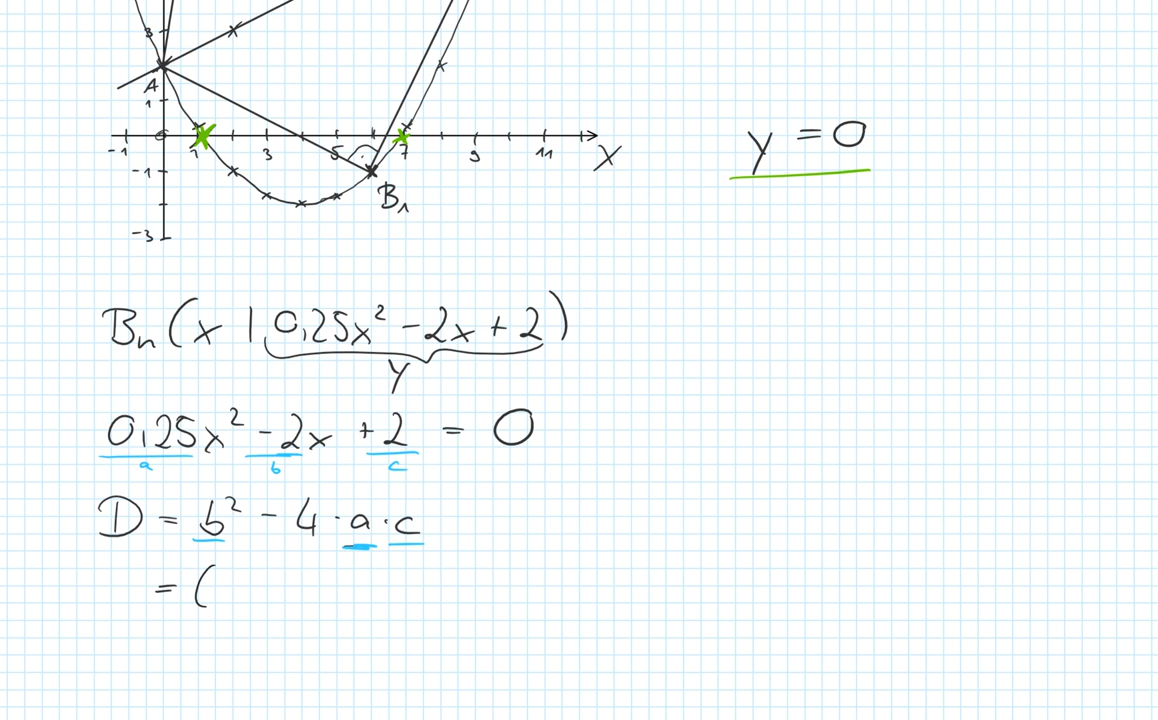 3
A
1
-1 0 1 3 5 7 9 11 x
y = 0
-1
B₁
-3
Bₙ(x | 0,25x² - 2x + 2)
y
0,25x² - 2x + 2 = 0
a b c
D = b² - 4 · a · c
= (